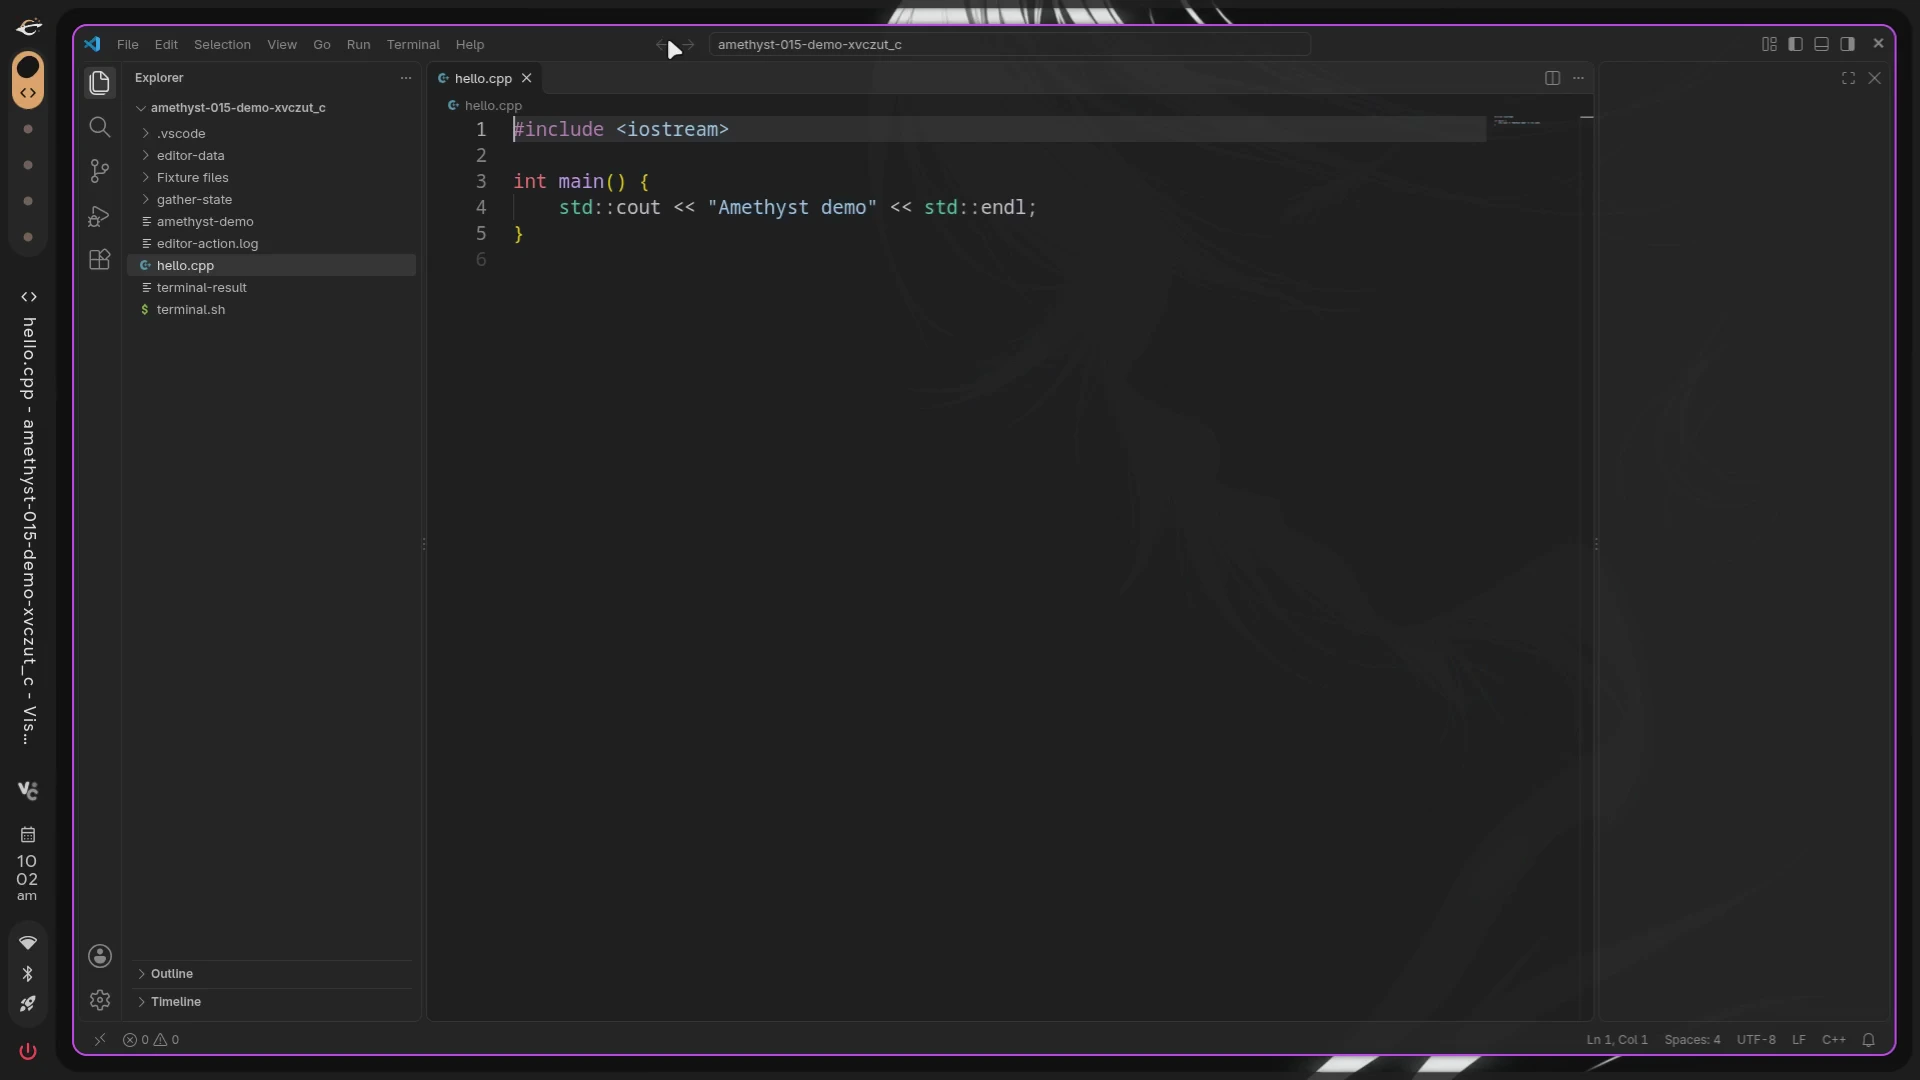 File Edit Selection View Go Run Terminal Help
amethyst-015-demo-xvczut_c
Explorer
amethyst-015-demo-xvczut_c
.vscode
editor-data
Fixture files
gather-state
amethyst-demo
editor-action.log
hello.cpp
terminal-result
terminal.sh
Outline
Timeline
hello.cpp
hello.cpp
1 #include <iostream>
2
3 int main() {
4     std::cout << "Amethyst demo" << std::endl;
5 }
6
hello.cpp - amethyst-015-demo-xvczut_c - Vis...
10
02
am
0 0
Ln 1, Col 1 Spaces: 4 UTF-8 LF C++